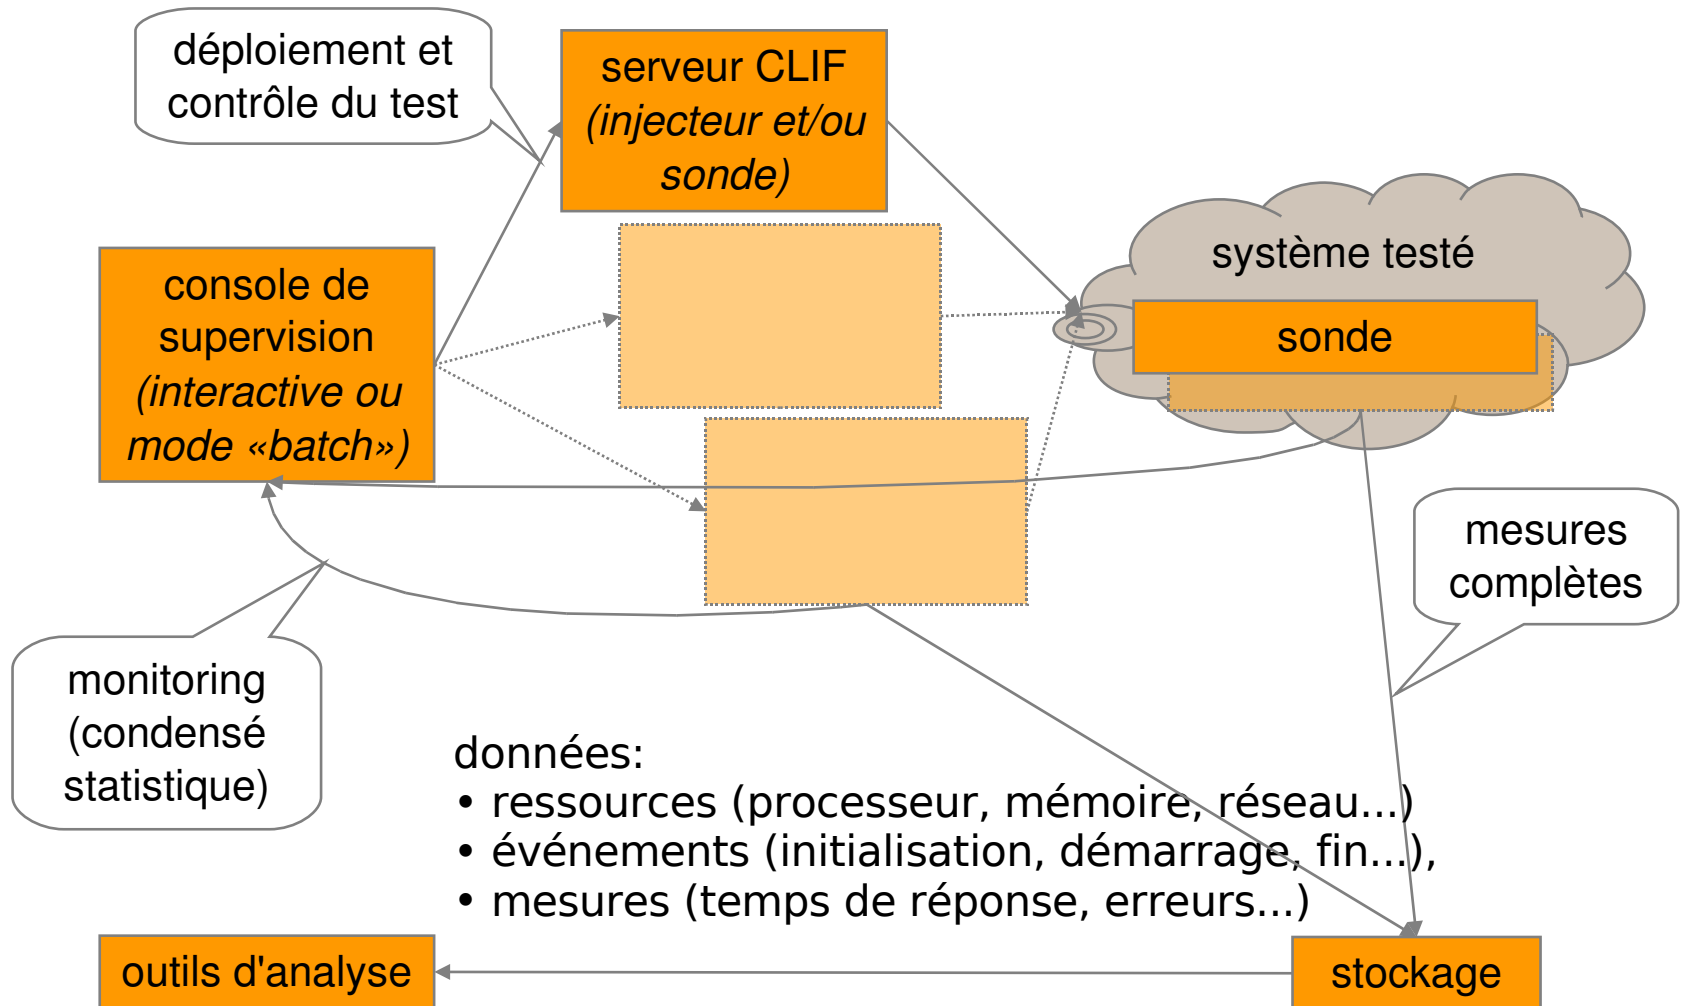 déploiement et
contrôle du test
serveur CLIF
(injecteur et/ou
sonde)
système testé
sonde
console de
supervision
(interactive ou
mode «batch»)
mesures
complètes
monitoring
(condensé
statistique)
données:
• ressources (processeur, mémoire, réseau...)
• événements (initialisation, démarrage, fin...),
• mesures (temps de réponse, erreurs...)
outils d'analyse
stockage